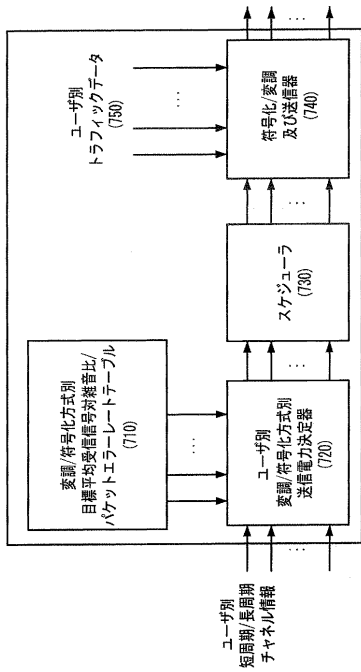 変調/符号化方式別
目標平均受信信号対雑音比/
パケットエラーレートテーブル
(710)
ユーザ別
トラフィックデータ
(750)
ユーザ別
短周期/長周期
チャネル情報
ユーザ別
変調/符号化方式別
送信電力決定器
(720)
スケジューラ
(730)
符号化/変調
及び送信器
(740)